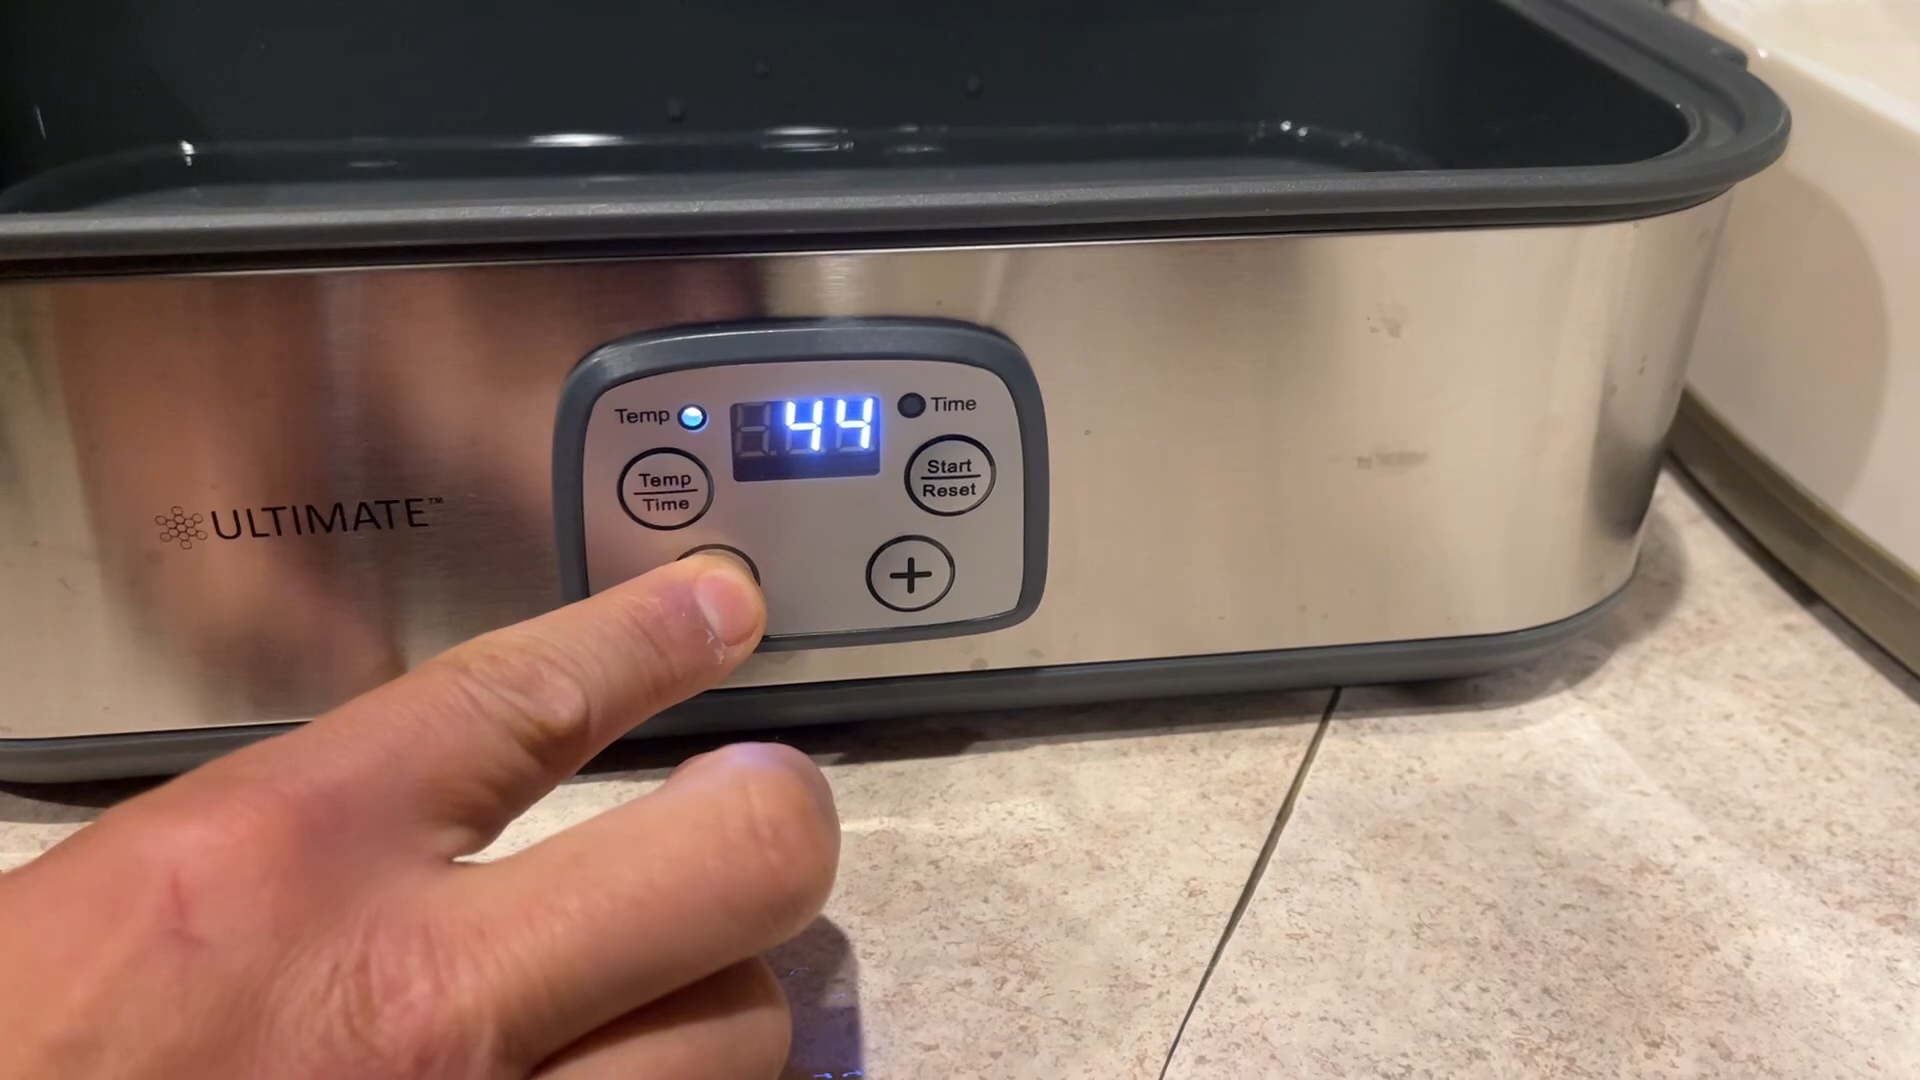 Temp
44
Time
Temp
Time
Start
Reset
ULTIMATE™
+